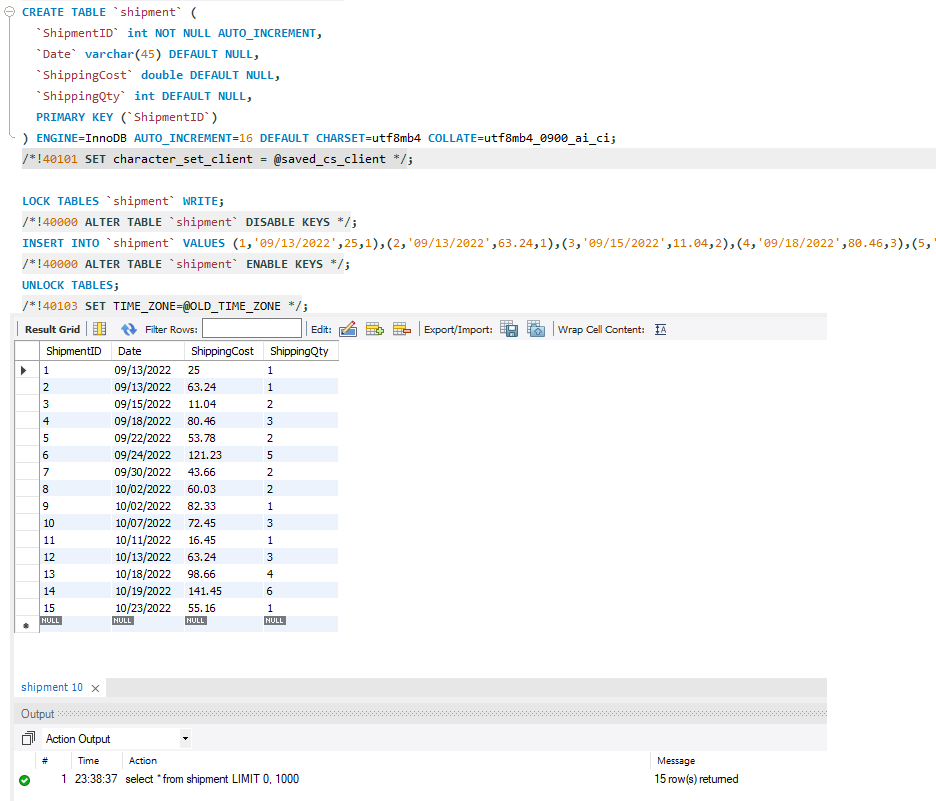 CREATE TABLE `shipment` (
`ShipmentID` int NOT NULL AUTO_INCREMENT,
`Date` varchar(45) DEFAULT NULL,
`ShippingCost` double DEFAULT NULL,
`ShippingQty` int DEFAULT NULL,
PRIMARY KEY (`ShipmentID`)
) ENGINE=InnoDB AUTO_INCREMENT=16 DEFAULT CHARSET=utf8mb4 COLLATE=utf8mb4_0900_ai_ci;
/*!40101 SET character_set_client = @saved_cs_client */;
LOCK TABLES `shipment` WRITE;
/*!40000 ALTER TABLE `shipment` DISABLE KEYS */;
INSERT INTO `shipment` VALUES (1,'09/13/2022',25,1),(2,'09/13/2022',63.24,1),(3,'09/15/2022',11.04,2),(4,'09/18/2022',80.46,3),(5,'
/*!40000 ALTER TABLE `shipment` ENABLE KEYS */;
UNLOCK TABLES;
/*!40103 SET TIME_ZONE=@OLD_TIME_ZONE */;
Result Grid Filter Rows: Edit: Export/Import: Wrap Cell Content: IA
ShipmentID Date ShippingCost ShippingQty
1 09/13/2022 25 1
2 09/13/2022 63.24 1
3 09/15/2022 11.04 2
4 09/18/2022 80.46 3
5 09/22/2022 53.78 2
6 09/24/2022 121.23 5
7 09/30/2022 43.66 2
8 10/02/2022 60.03 2
9 10/02/2022 82.33 1
10 10/07/2022 72.45 3
11 10/11/2022 16.45 1
12 10/13/2022 63.24 3
13 10/18/2022 98.66 4
14 10/19/2022 141.45 6
15 10/23/2022 55.16 1
NULL NULL NULL NULL
shipment 10
Output
Action Output
# Time Action Message
1 23:38:37 select * from shipment LIMIT 0, 1000 15 row(s) returned